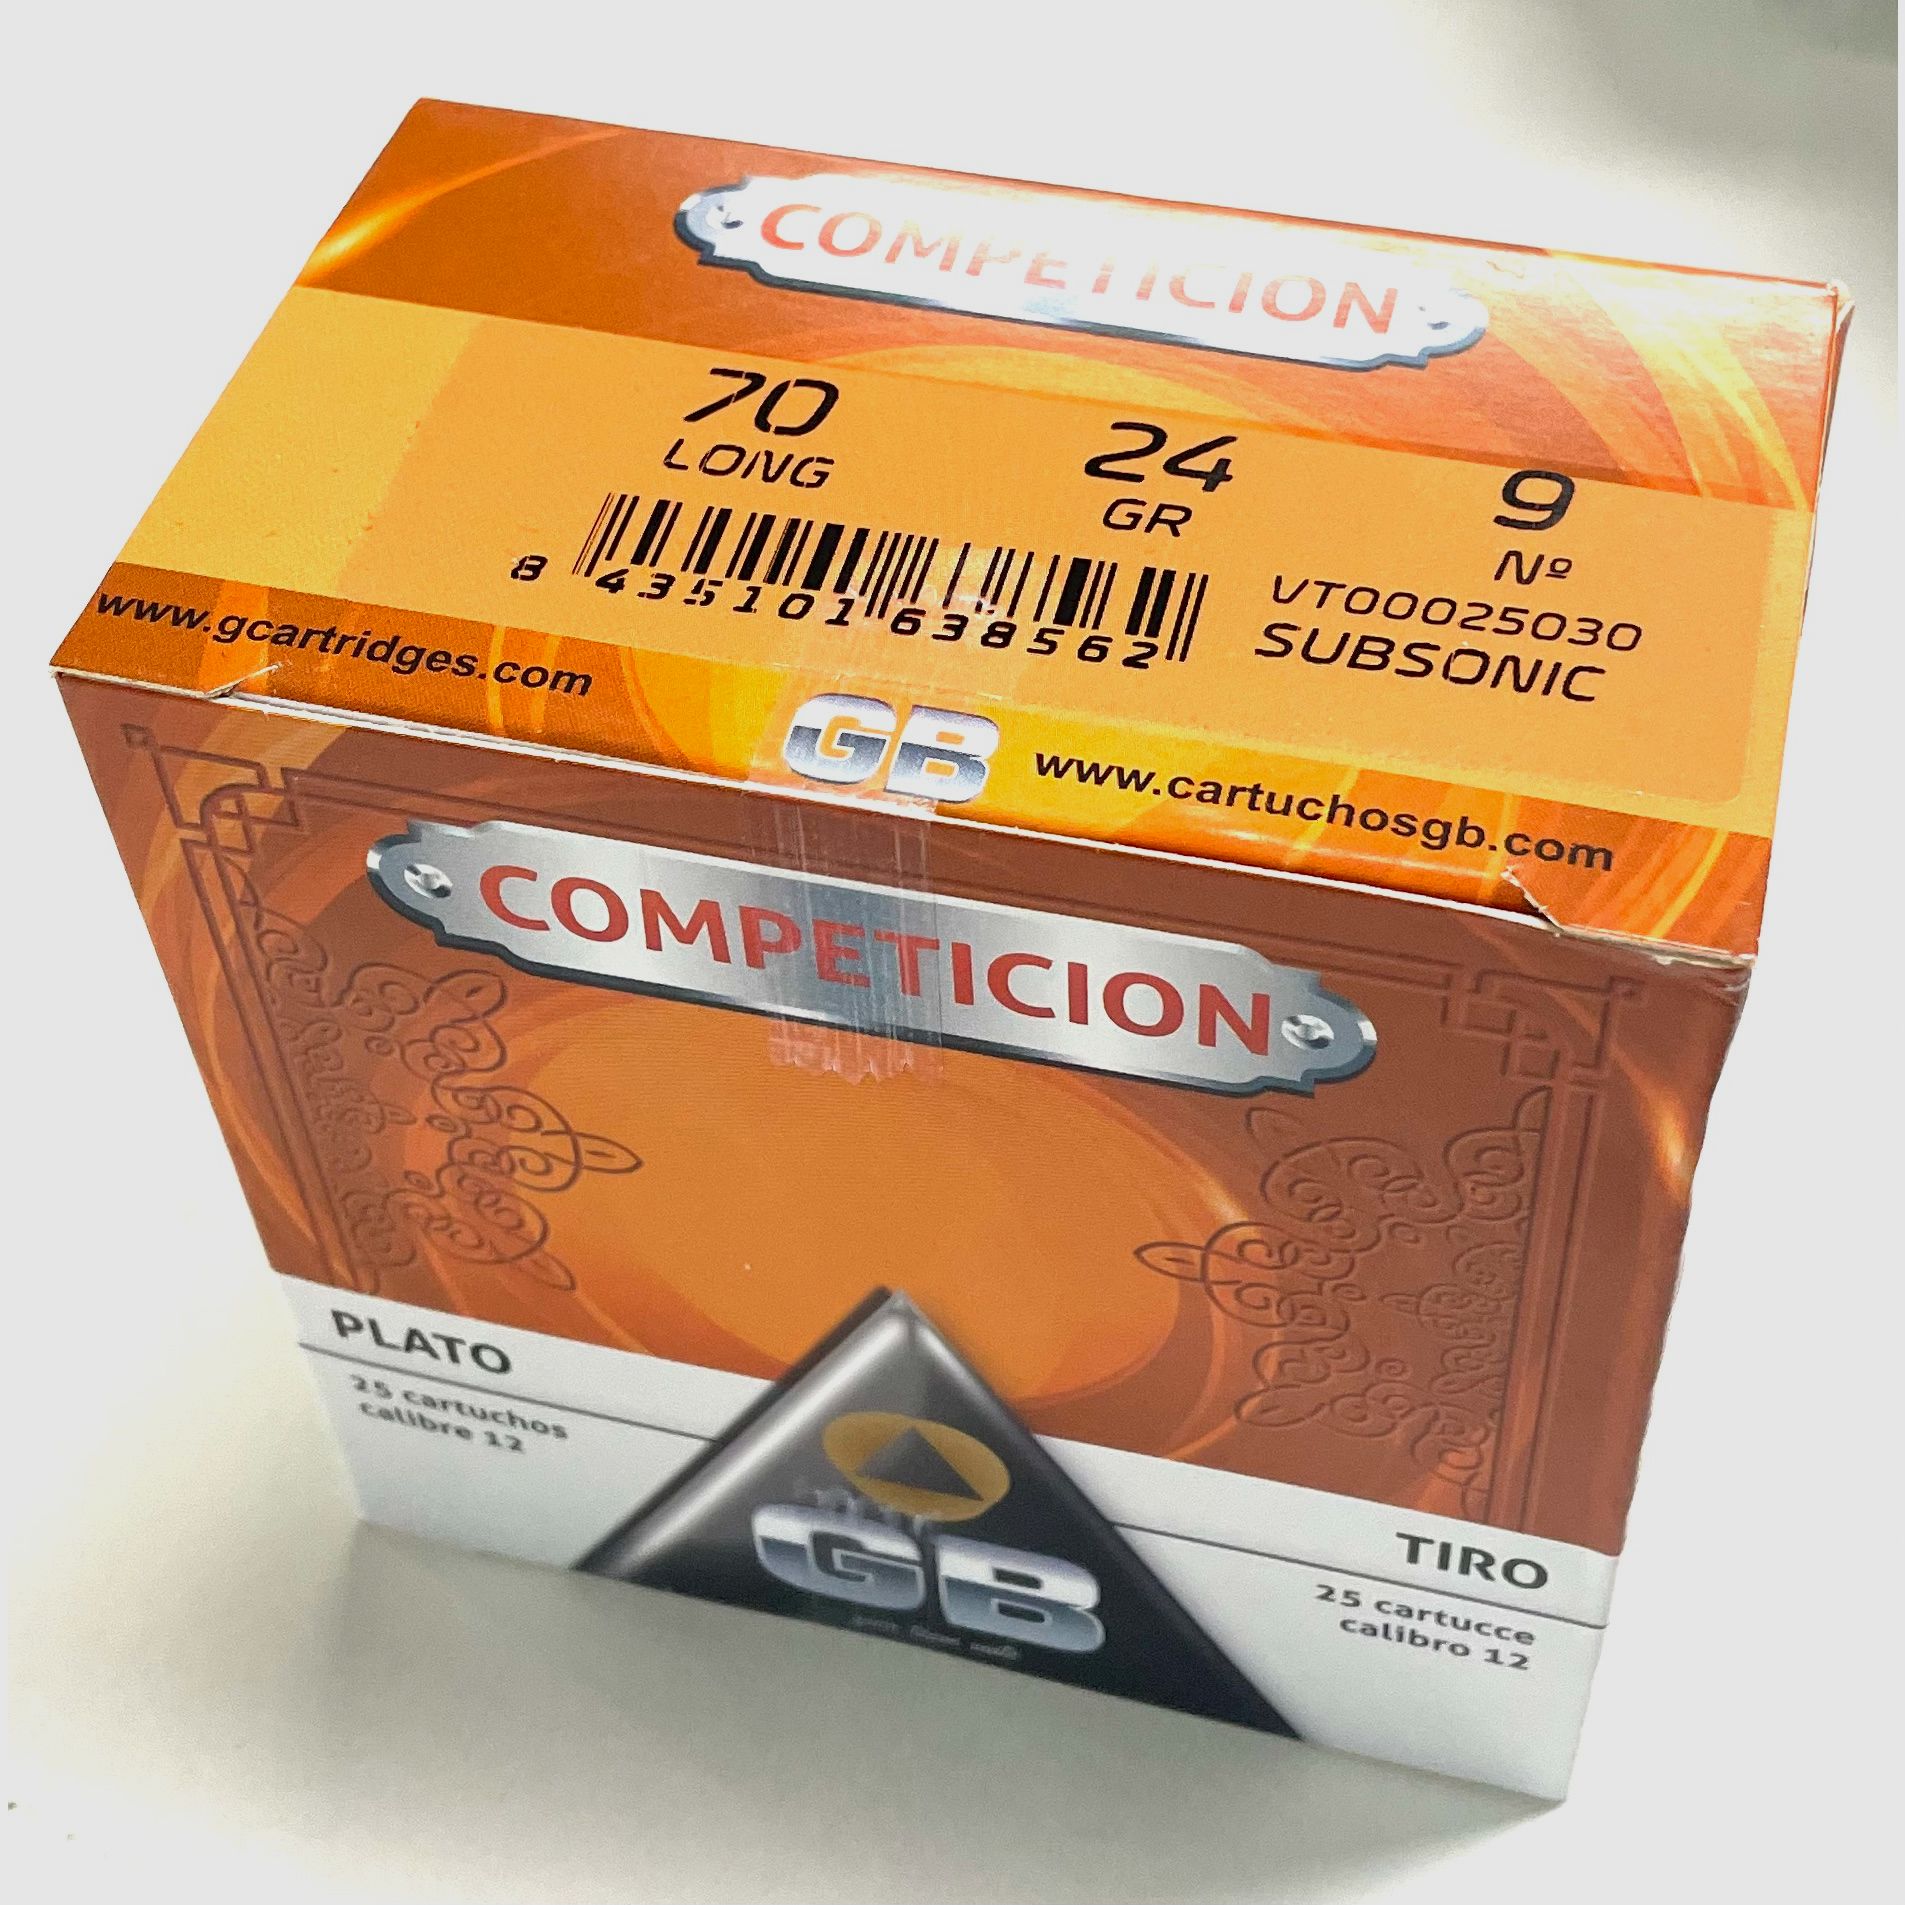 COMPETICION
70 24 9
LONG GR Nº
8 435101 638562
VT00025030
SUBSONIC
www.gcartridges.com
GB
www.cartuchosgb.com
COMPETICION
PLATO
25 cartuchos
calibre 12
GB
TIRO
25 cartucce
calibro 12